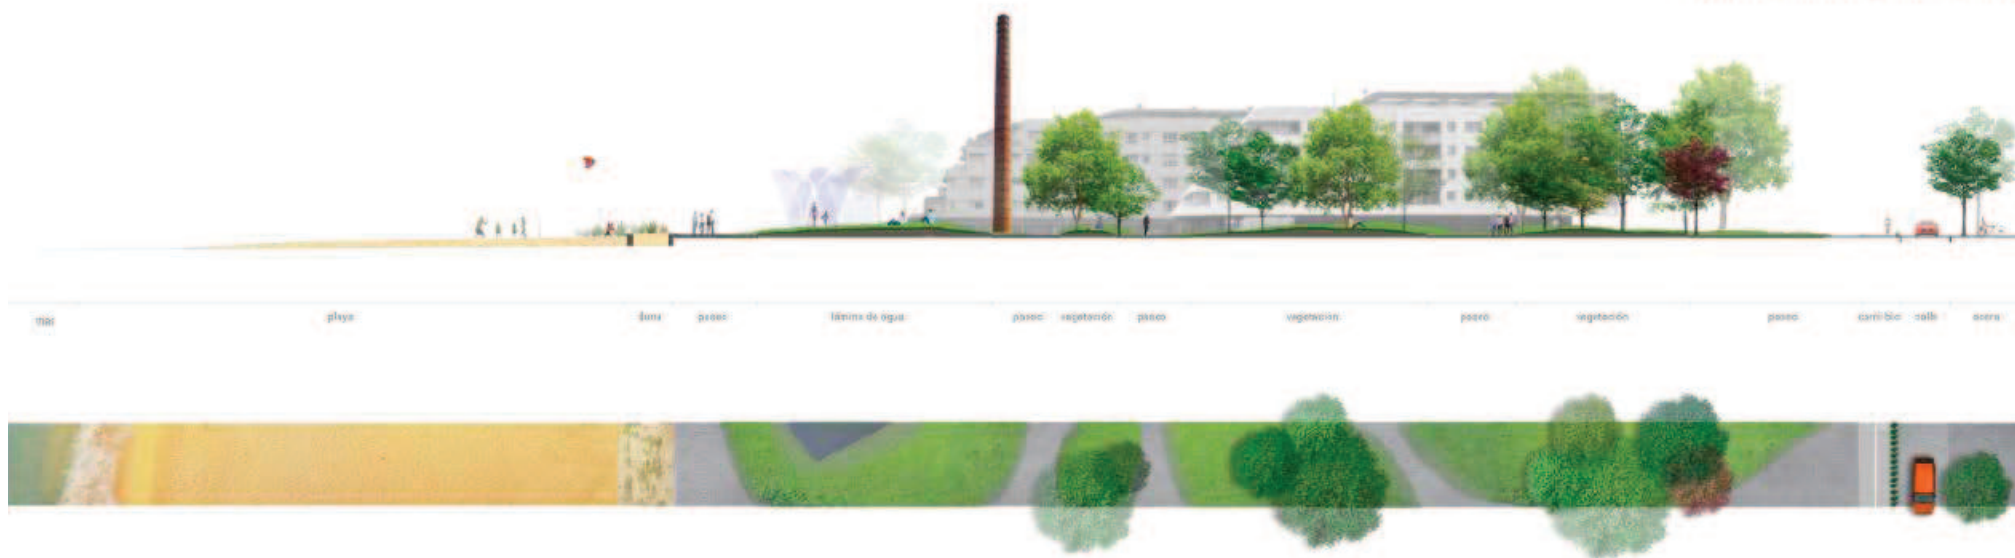 mar playa duna paseo lámina de agua paseo vegetación paseo vegetación paseo vegetación paseo carril bici calle acera